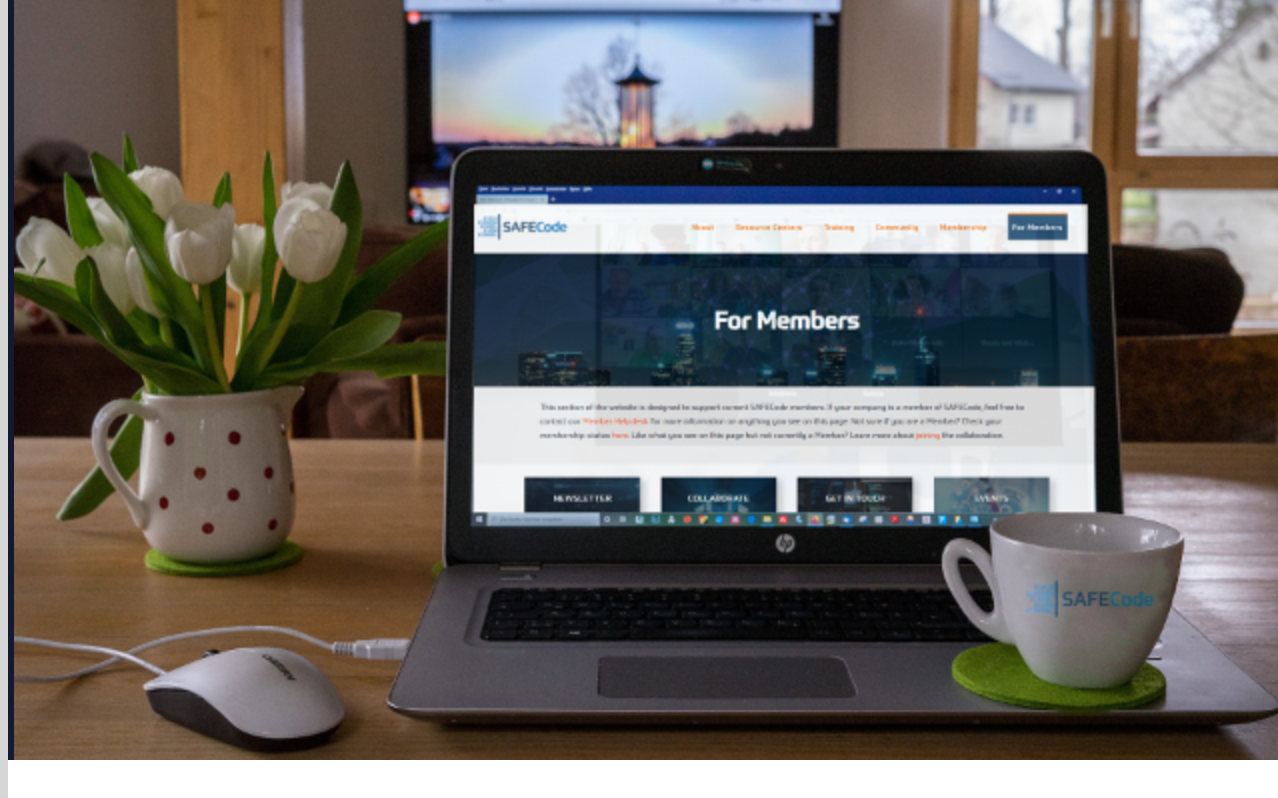 SAFECode
About Resource Centers Training Community Membership For Members
For Members
This section of the website is designed to support current SAFECode members. If your company is a member of SAFECode, feel free to
contact our Member Helpdesk for more information on anything you see on this page. Not sure if you are a Member? Check your
membership status here. Like what you see on this page but not currently a Member? Learn more about joining the collaboration.
NEWSLETTER COLLABORATE GET IN TOUCH EVENTS
hp
SAFECode
CHERRY